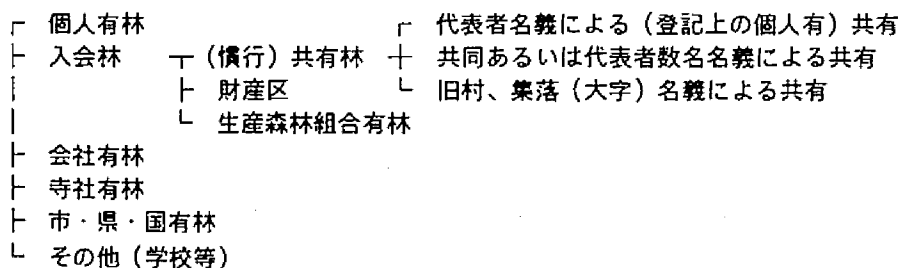 ┌ 個人有林 ┌ 代表者名義による（登記上の個人有）共有
├ 入会林 ┬（慣行）共有林 ┼ 共同あるいは代表者数名名義による共有
├ 財産区 └ 旧村、集落（大字）名義による共有
└ 生産森林組合有林
├ 会社有林
├ 寺社有林
├ 市・県・国有林
└ その他（学校等）